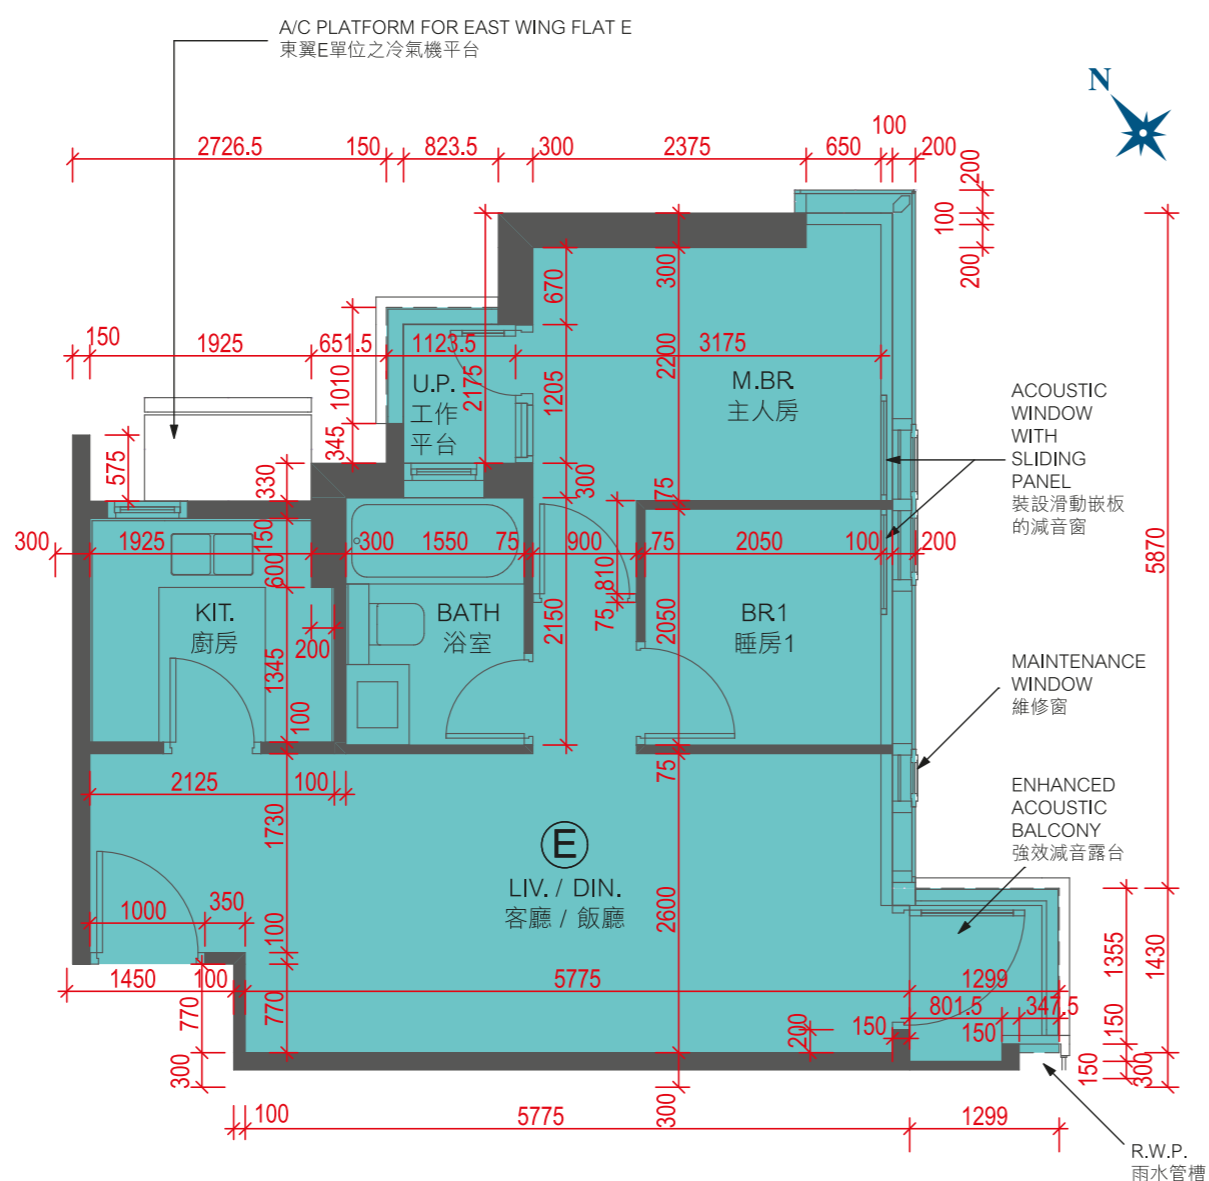 A/C PLATFORM FOR EAST WING FLAT E
東翼E單位之冷氣機平台
N
100
2726.5
150
823.5
300
2375
650
200
200
100
200
300
670
150
1925
651.5
1123.5
3175
1010
2175
1205
2200
U.P.
工作
平台
M.BR.
主人房
345
575
330
300
75
ACOUSTIC
WINDOW
WITH
SLIDING
PANEL
裝設滑動嵌板
的減音窗
5870
300
1925
150
300
1550
75
900
75
2050
100
200
600
810
75
KIT.
廚房
BATH
浴室
2150
2050
BR.1
睡房1
200
1345
100
MAINTENANCE
WINDOW
維修窗
75
2125
100
1730
ENHANCED
ACOUSTIC
BALCONY
強效減音露台
E
LIV. / DIN.
客廳 / 飯廳
1000
350
100
2600
1355
1430
1450
100
5775
1299
801.5
347.5
770
770
200
150
150
150
300
300
150
300
100
5775
1299
R.W.P.
雨水管槽